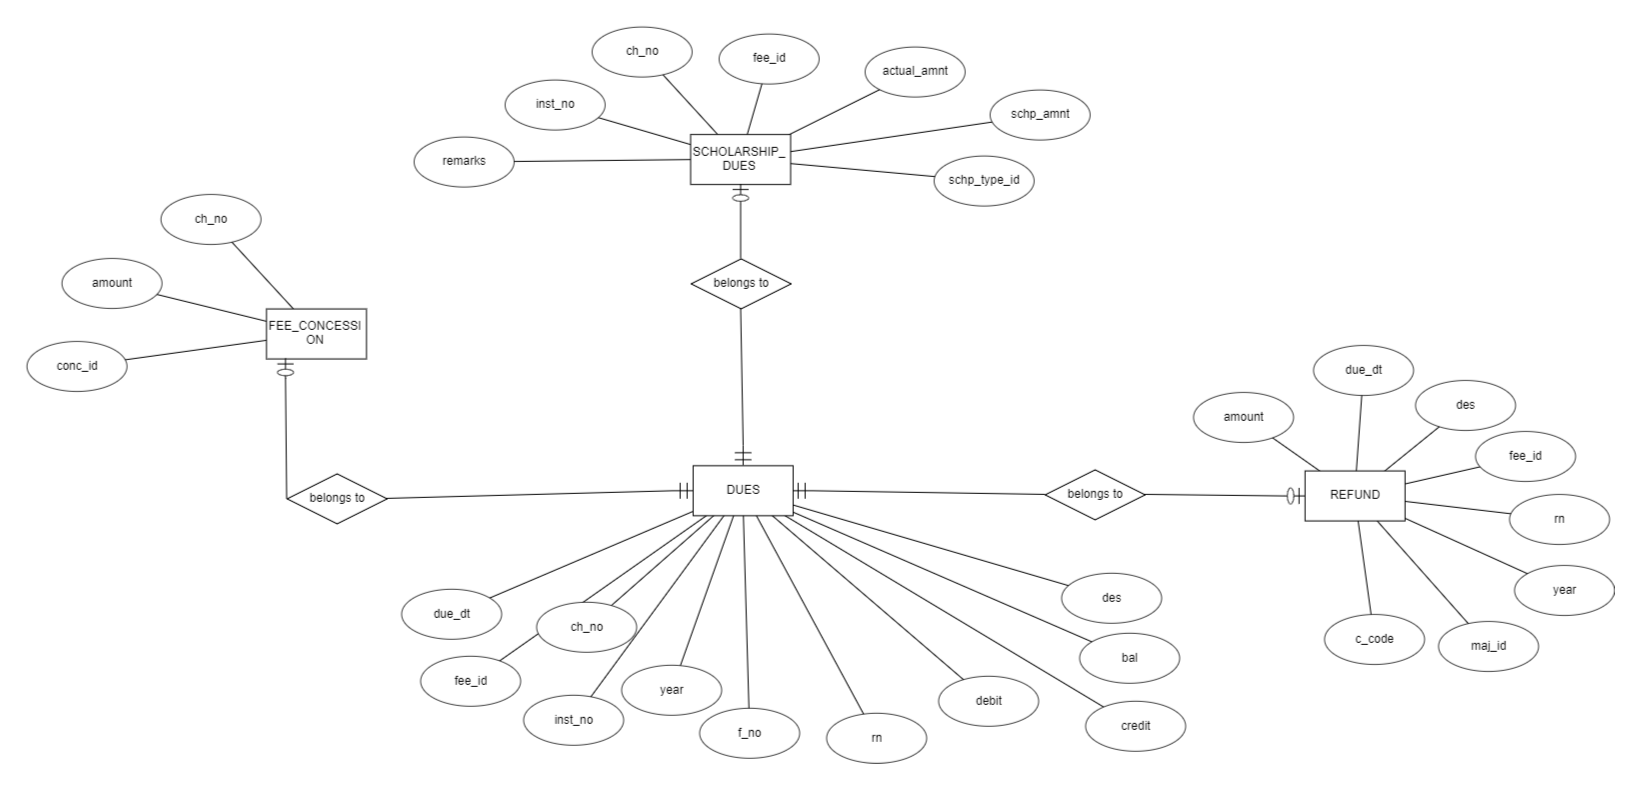 ch_no
fee_id
actual_amnt
inst_no
schp_amnt
remarks
SCHOLARSHIP_
DUES
schp_type_id
ch_no
belongs to
amount
FEE_CONCESSI
ON
conc_id
due_dt
des
amount
fee_id
belongs to
DUES
belongs to
REFUND
rn
year
due_dt
ch_no
des
c_code
maj_id
fee_id
bal
year
inst_no
debit
f_no
rn
credit